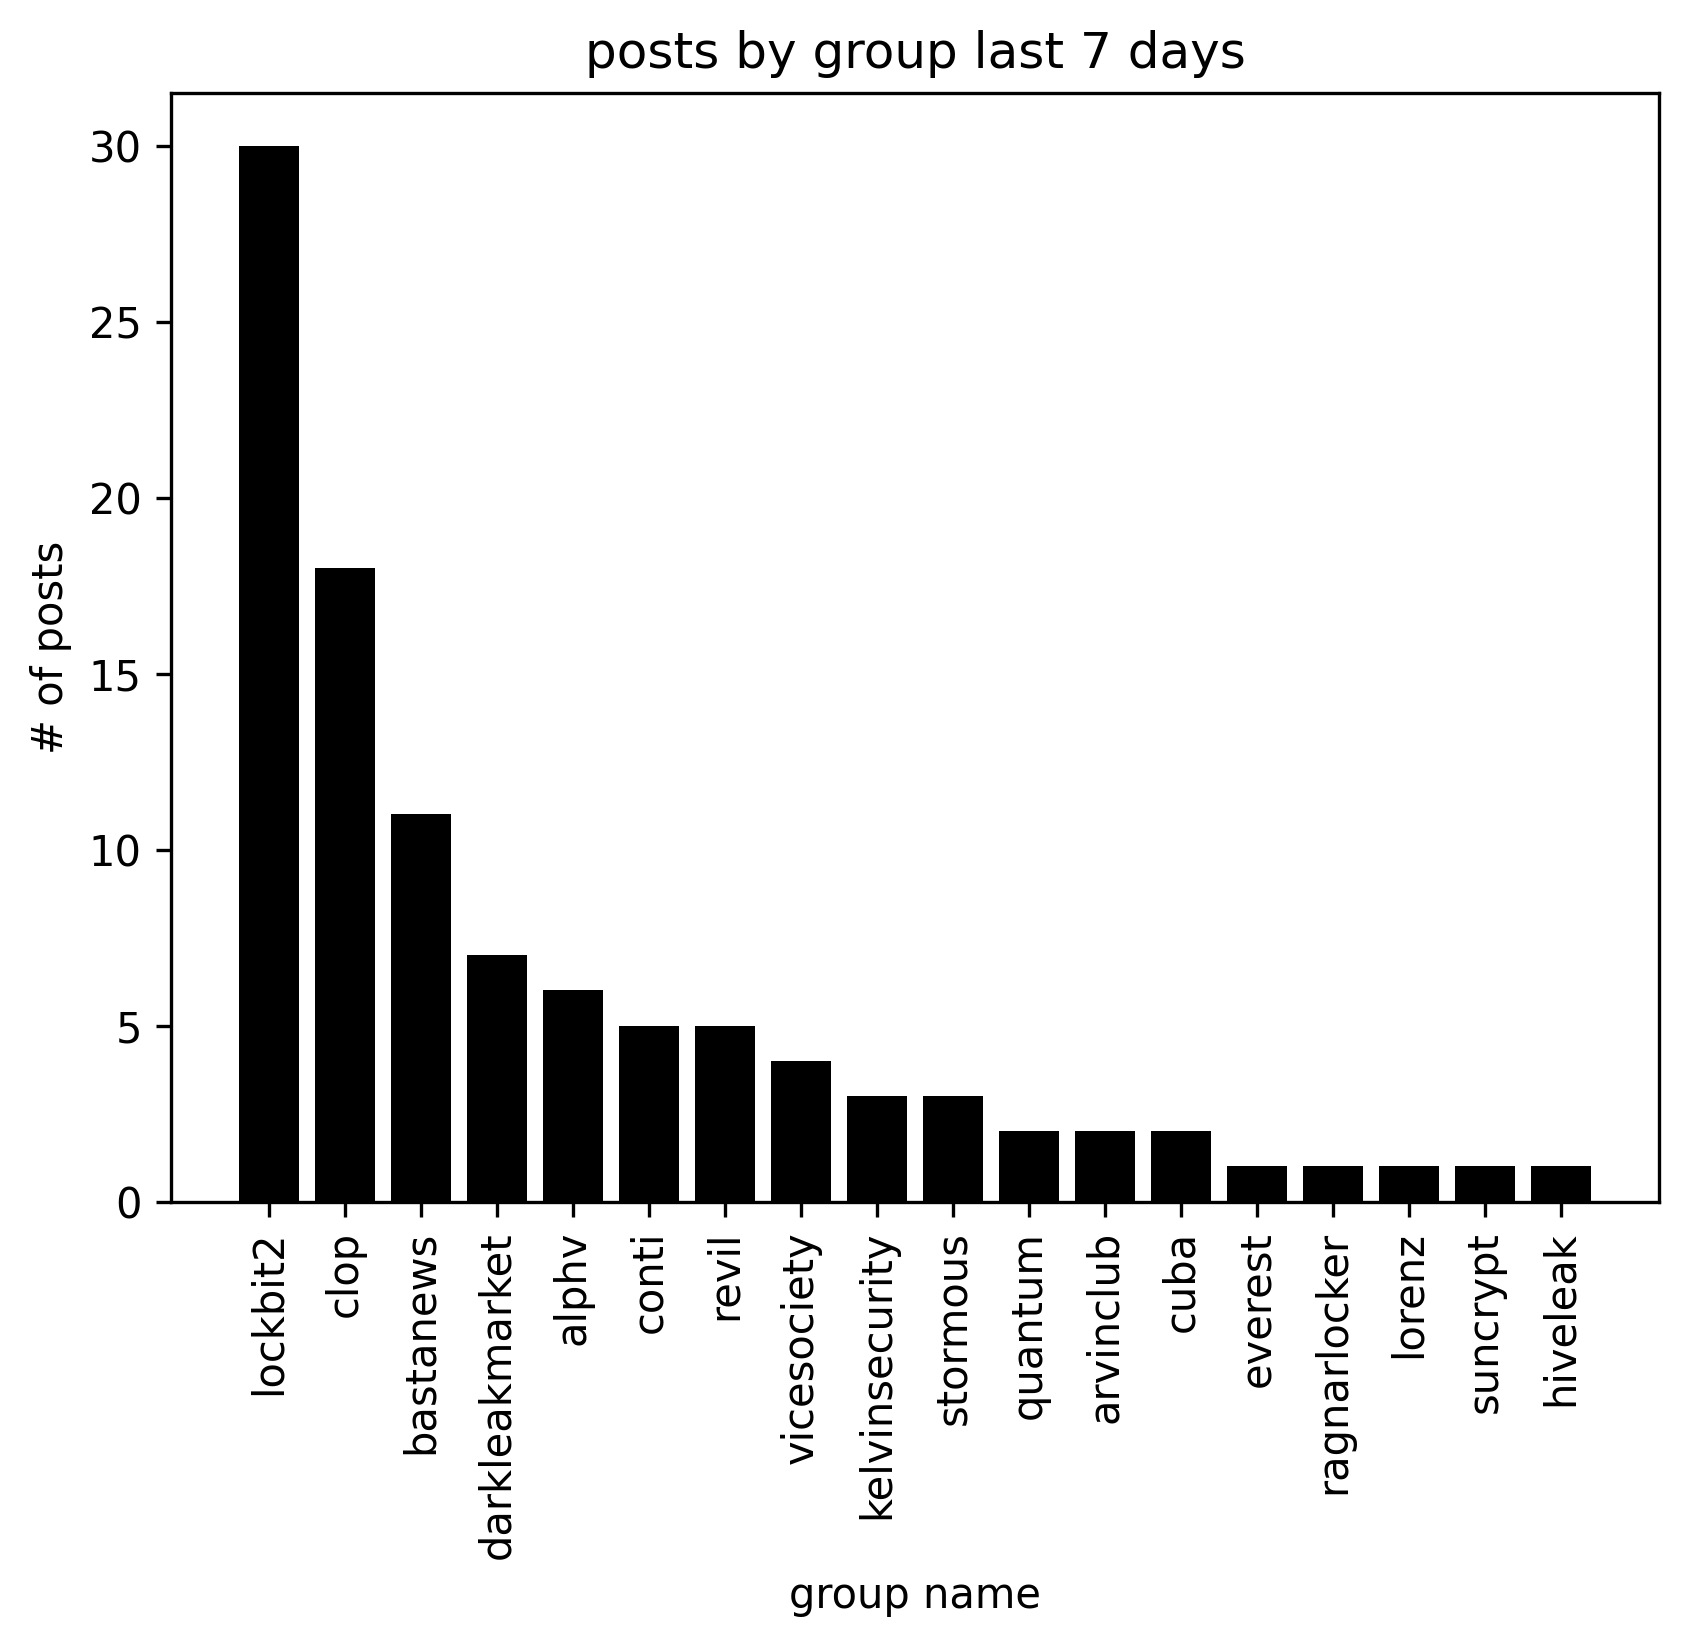 posts by group last 7 days
30
25
20
15
10
5
0
# of posts
lockbit2
clop
bastanews
darkleakmarket
alphv
conti
revil
vicesociety
kelvinsecurity
stormous
quantum
arvinclub
cuba
everest
ragnarlocker
lorenz
suncrypt
hiveleak
group name